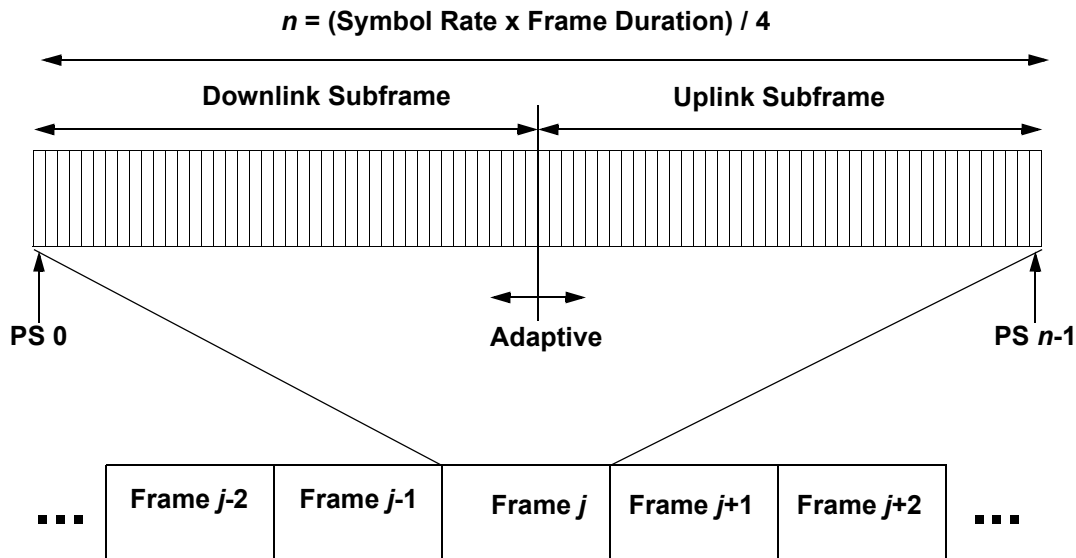 n = (Symbol Rate x Frame Duration) / 4
Downlink Subframe
Uplink Subframe
PS 0
Adaptive
PS n-1
Frame j-2
Frame j-1
Frame j
Frame j+1
Frame j+2